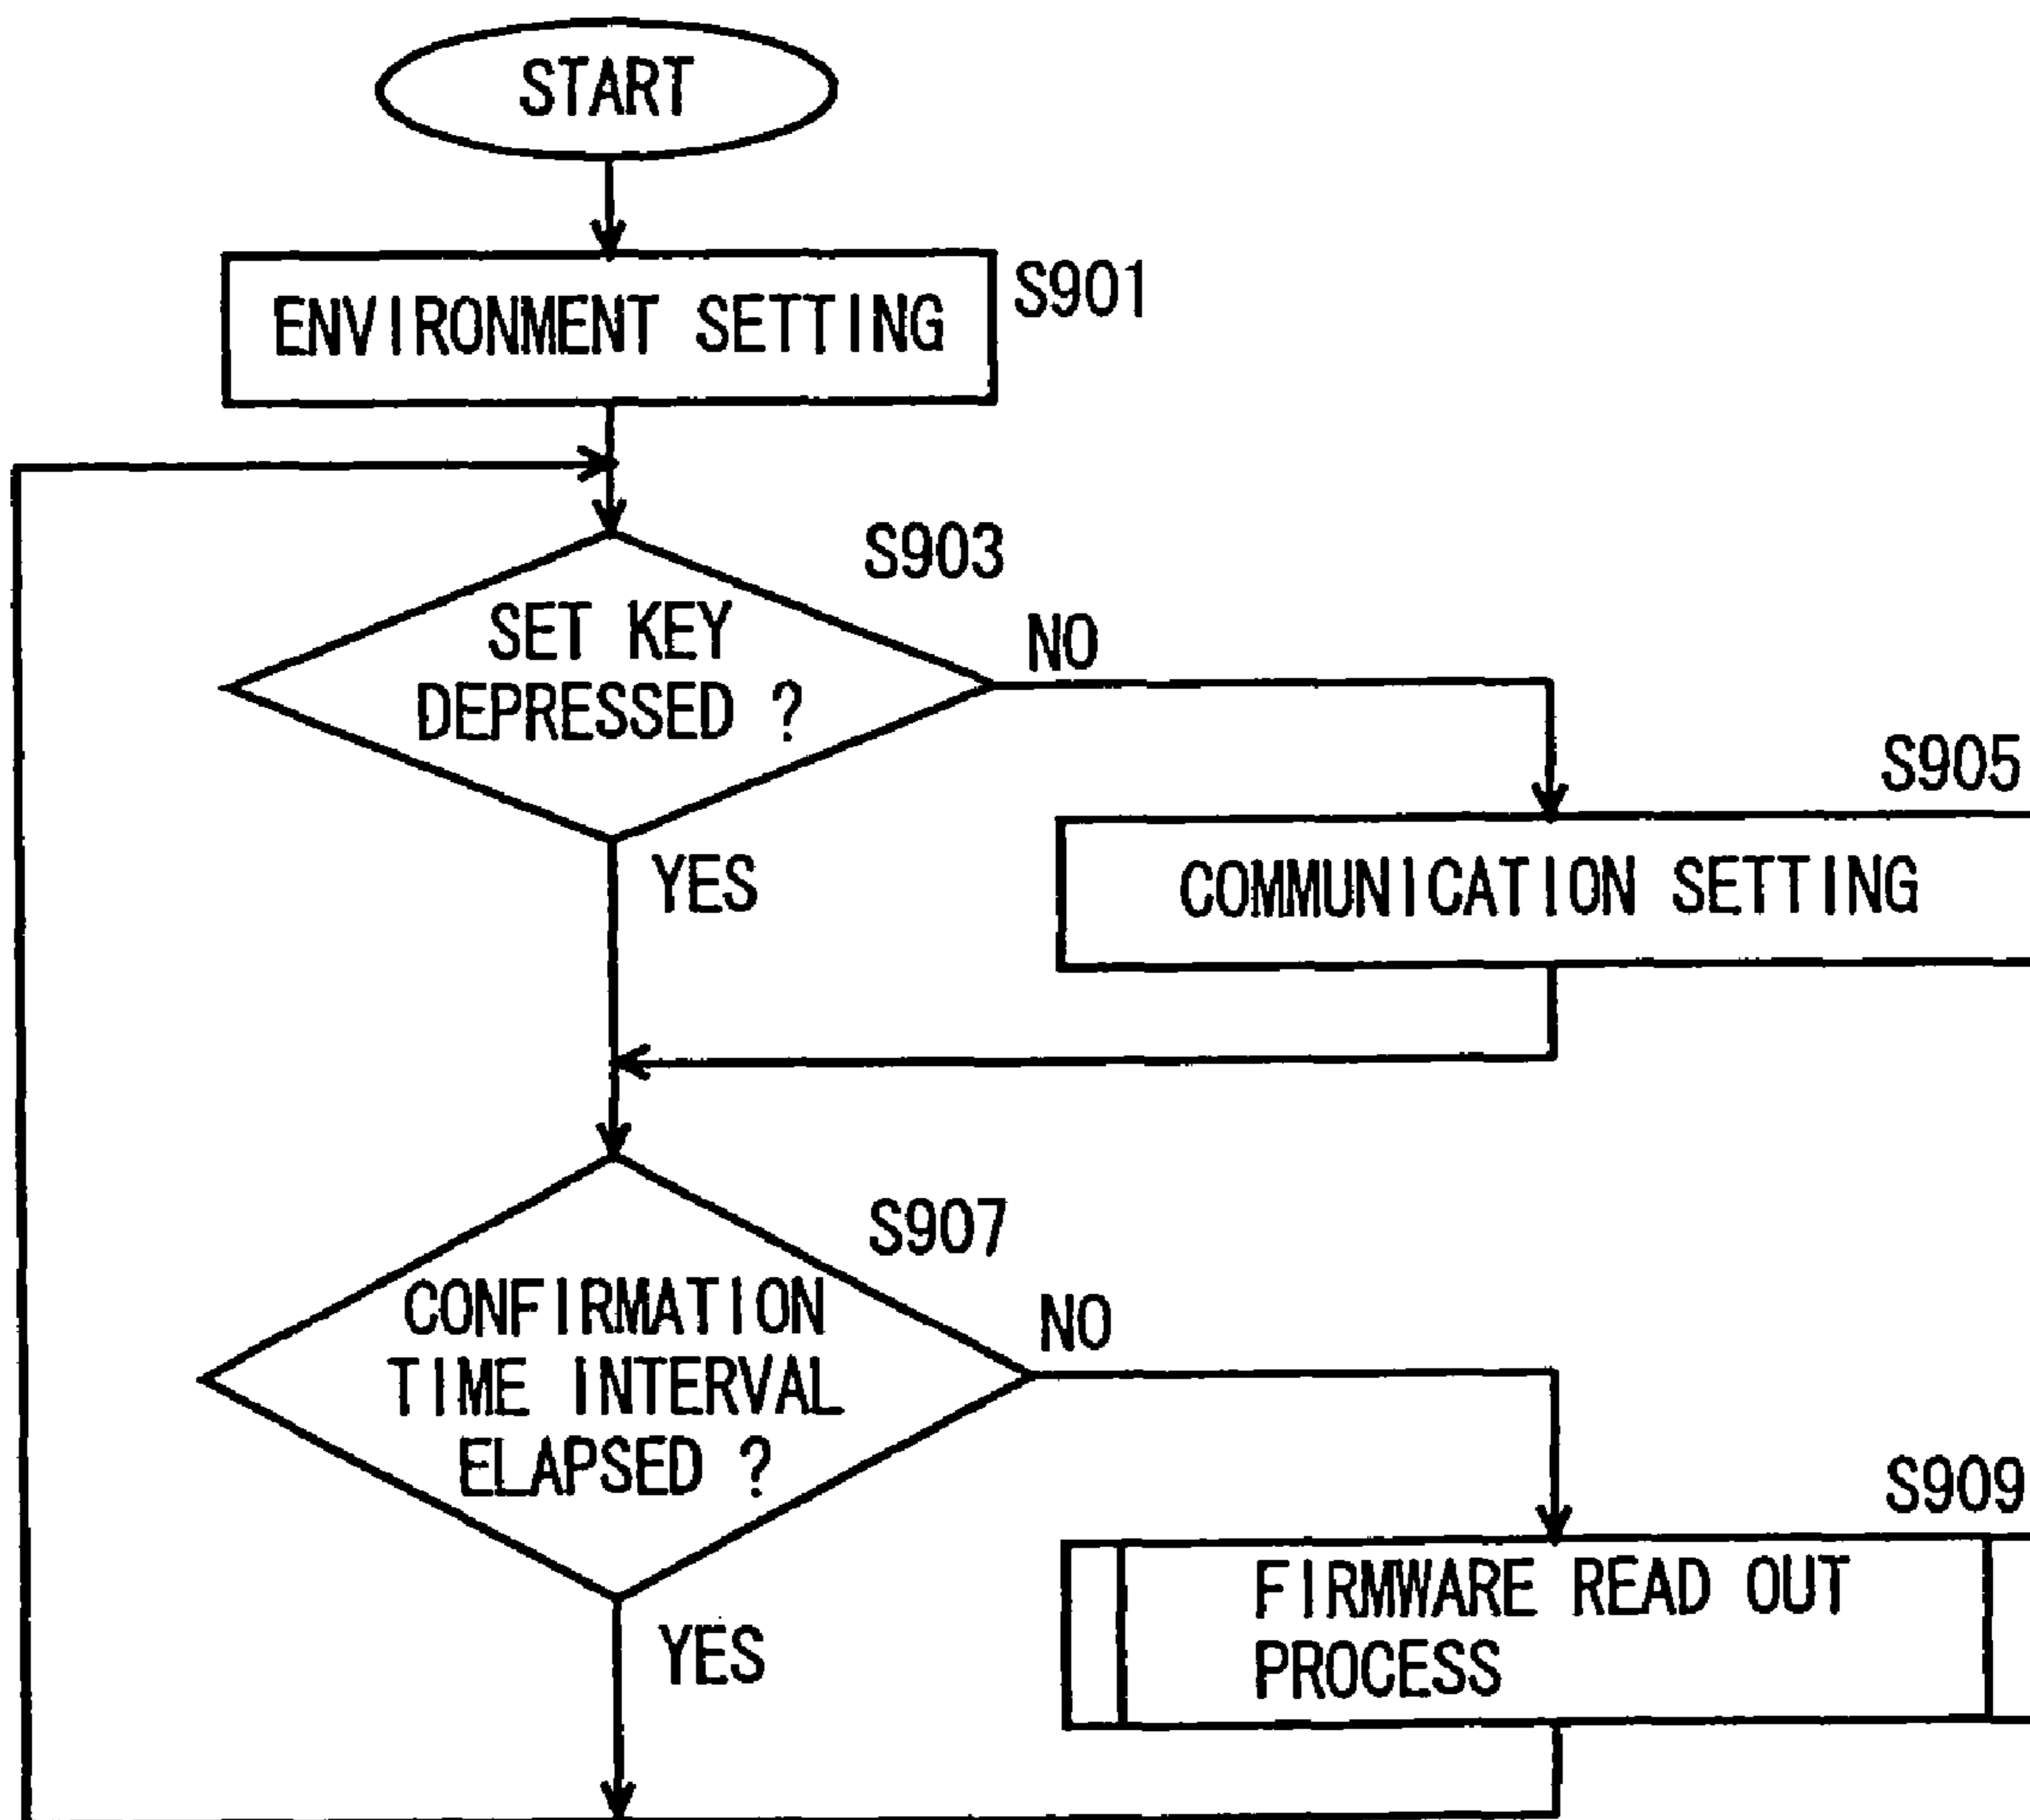 START
ENVIRONMENT SETTING
S901
S903
SET KEY
DEPRESSED ?
NO
YES
S905
COMMUNICATION SETTING
S907
CONFIRMATION
TIME INTERVAL
ELAPSED ?
NO
YES
S909
FIRMWARE READ OUT
PROCESS